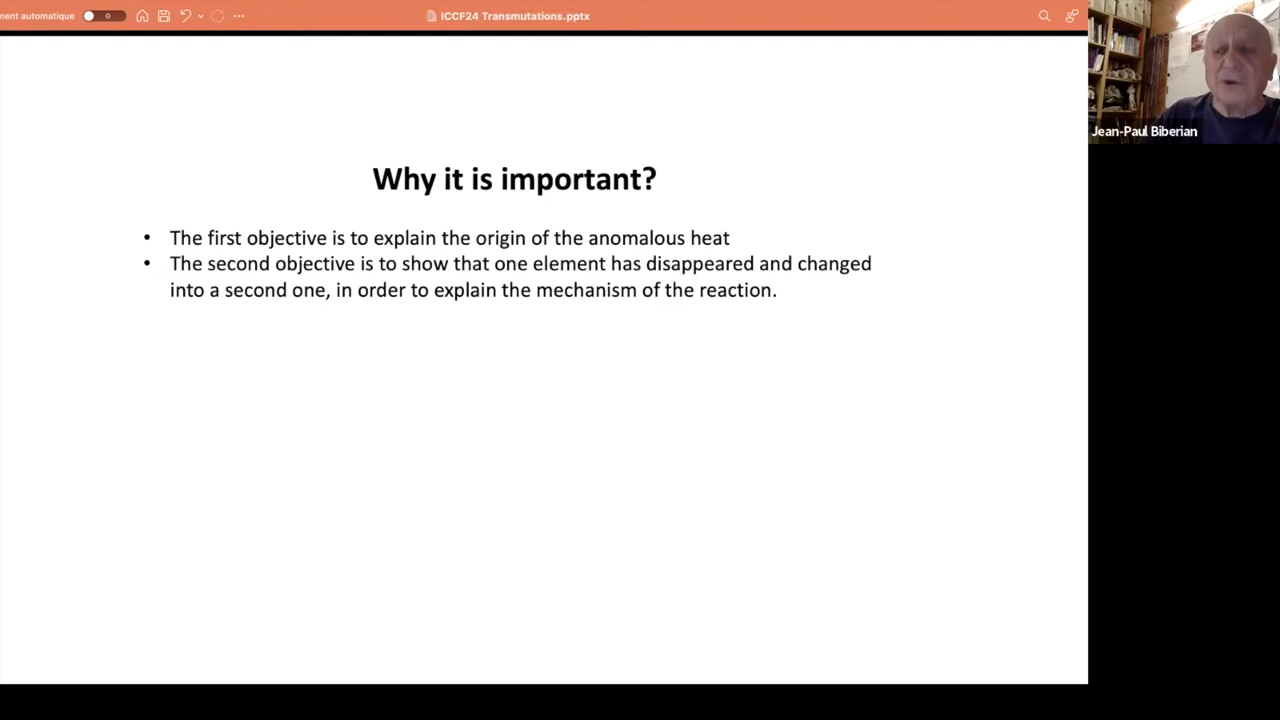 ment automatique
ICCF24 Transmutations.pptx
Jean-Paul Biberian
Why it is important?
• The first objective is to explain the origin of the anomalous heat
• The second objective is to show that one element has disappeared and changed
into a second one, in order to explain the mechanism of the reaction.